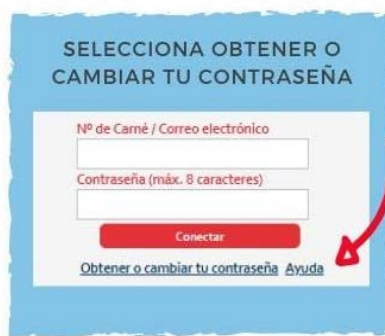 SELECCIONA OBTENER O
CAMBIAR TU CONTRASEÑA
Nº de Carné / Correo electrónico
Contraseña (máx. 8 caracteres)
Conectar
Obtener o cambiar tu contraseña Ayuda